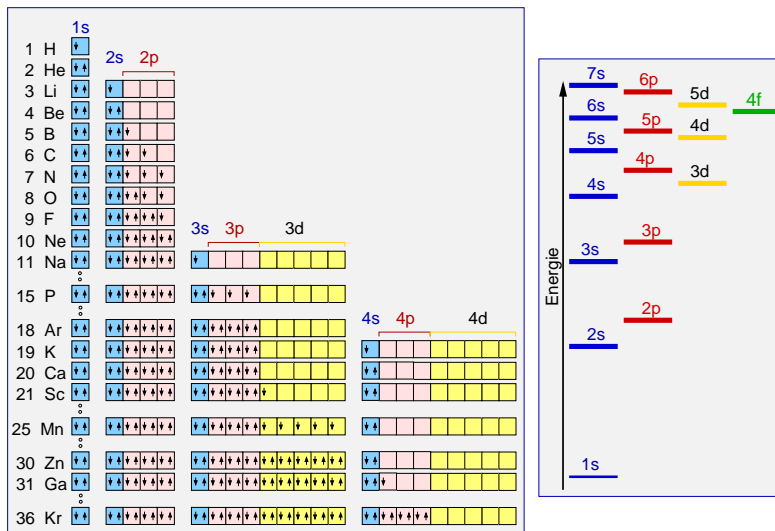 1s
1 H
2s 2p
2 He
3 Li
4 Be
5 B
6 C
7 N
8 O
9 F
3s 3p 3d
10 Ne
11 Na
15 P
4s 4p 4d
18 Ar
19 K
20 Ca
21 Sc
25 Mn
30 Zn
31 Ga
36 Kr
Energie
7s 6p
5d
4f
6s
5p
4d
5s
4p
3d
4s
3p
3s
2p
2s
1s